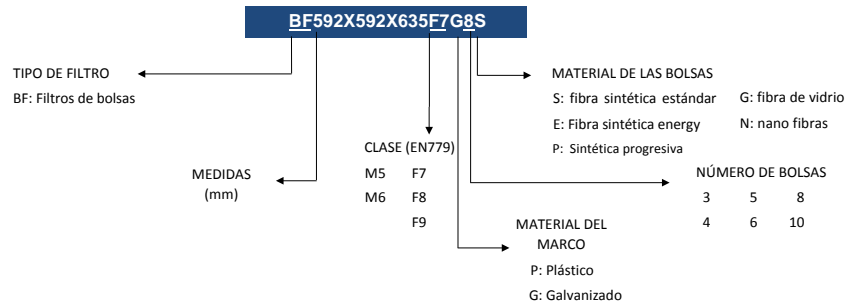 BF592X592X635F7G8S
TIPO DE FILTRO
BF: Filtros de bolsas
MATERIAL DE LAS BOLSAS
S: fibra sintética estándar G: fibra de vidrio
E: Fibra sintética energy N: nano fibras
P: Sintética progresiva
CLASE (EN779)
M5 F7
M6 F8
F9
MEDIDAS
(mm)
NÚMERO DE BOLSAS
3 5 8
4 6 10
MATERIAL DEL
MARCO
P: Plástico
G: Galvanizado